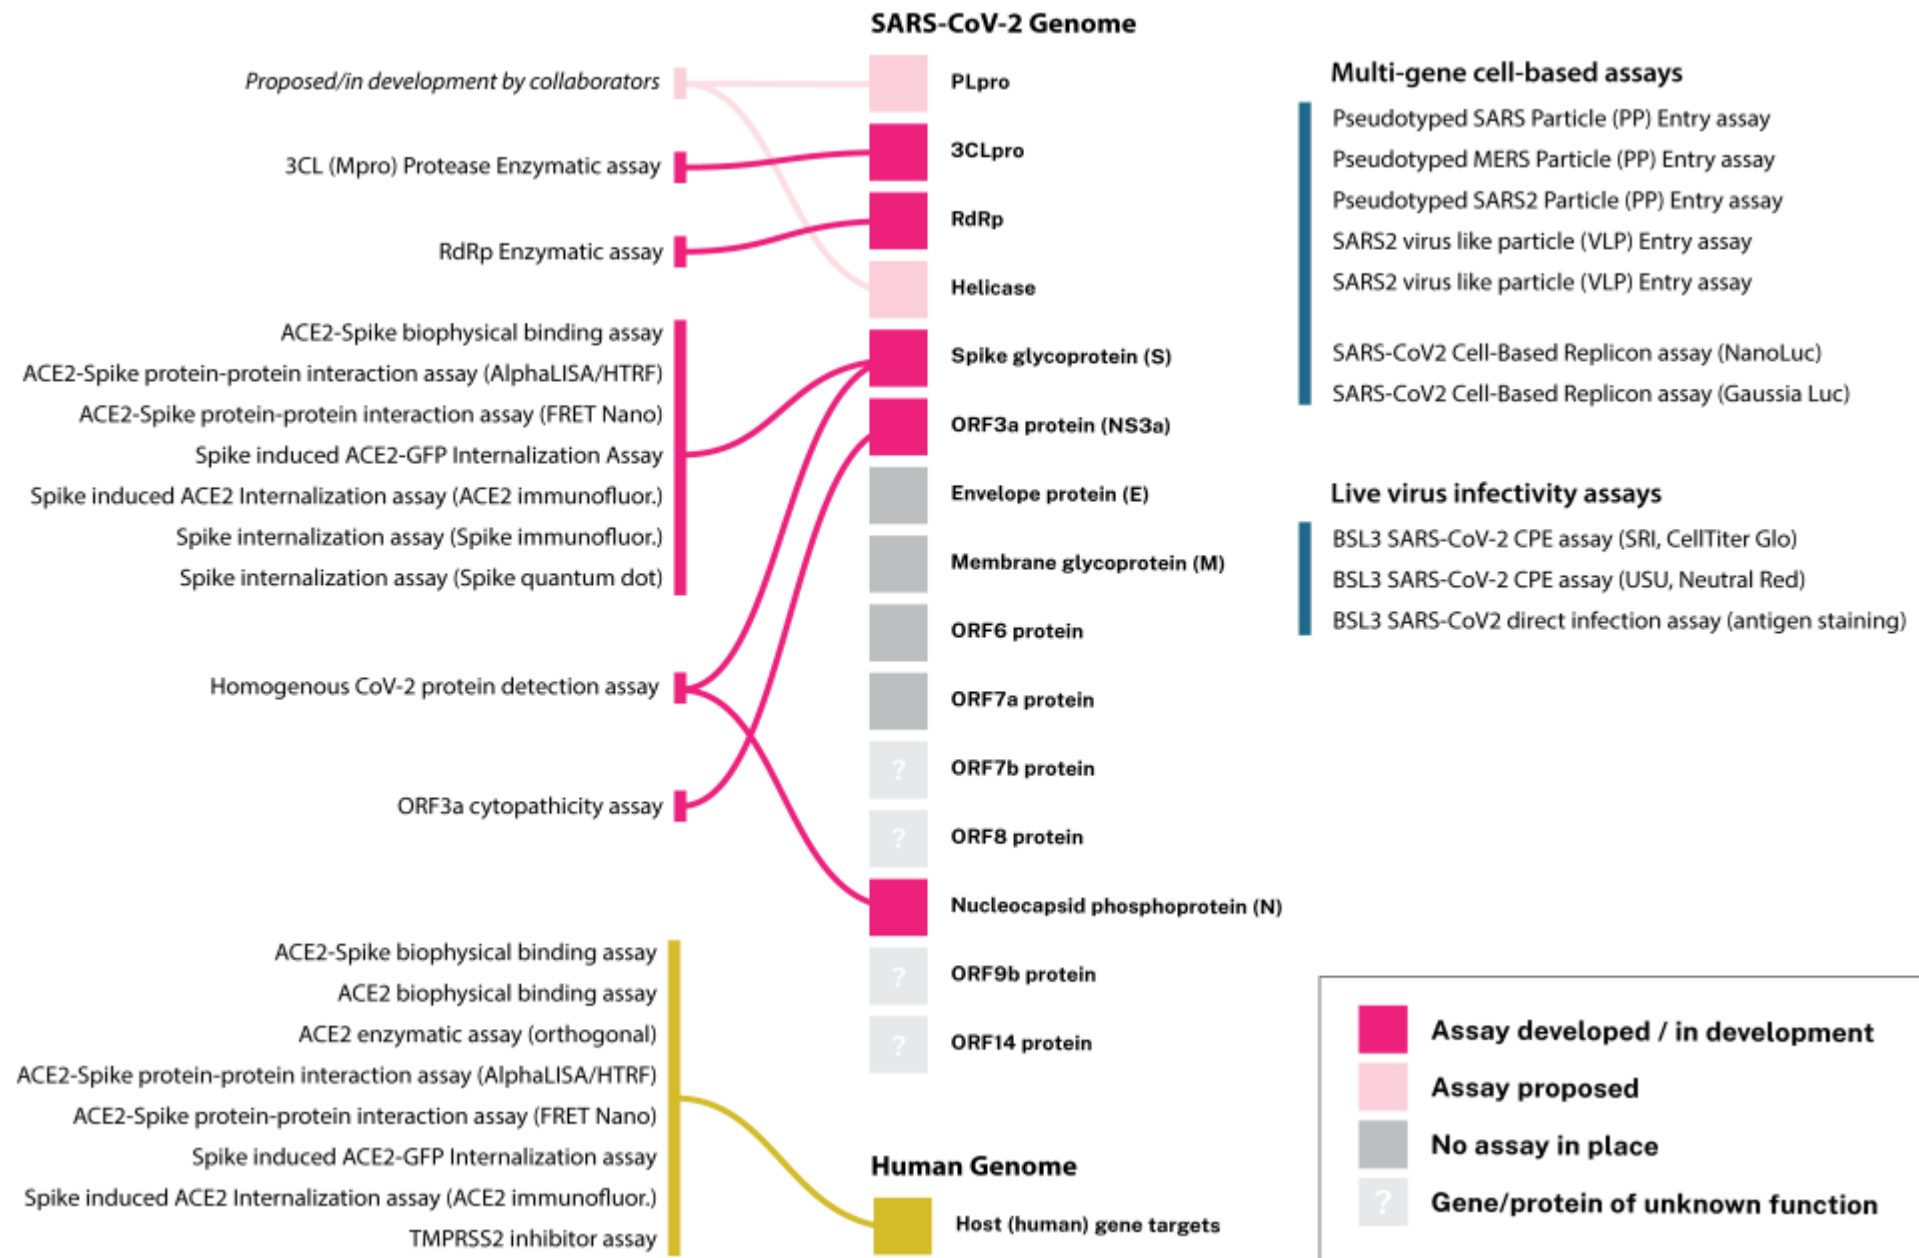 SARS-CoV-2 Genome
Proposed/in development by collaborators
3CL (Mpro) Protease Enzymatic assay
RdRp Enzymatic assay
ACE2-Spike biophysical binding assay
ACE2-Spike protein-protein interaction assay (AlphaLISA/HTRF)
ACE2-Spike protein-protein interaction assay (FRET Nano)
Spike induced ACE2-GFP Internalization Assay
Spike induced ACE2 Internalization assay (ACE2 immunofluor.)
Spike internalization assay (Spike immunofluor.)
Spike internalization assay (Spike quantum dot)
Homogenous CoV-2 protein detection assay
ORF3a cytopathicity assay
ACE2-Spike biophysical binding assay
ACE2 biophysical binding assay
ACE2 enzymatic assay (orthogonal)
ACE2-Spike protein-protein interaction assay (AlphaLISA/HTRF)
ACE2-Spike protein-protein interaction assay (FRET Nano)
Spike induced ACE2-GFP Internalization assay
Spike induced ACE2 Internalization assay (ACE2 immunofluor.)
TMPRSS2 inhibitor assay
PLpro
3CLpro
RdRp
Helicase
Spike glycoprotein (S)
ORF3a protein (NS3a)
Envelope protein (E)
Membrane glycoprotein (M)
ORF6 protein
ORF7a protein
? ORF7b protein
? ORF8 protein
Nucleocapsid phosphoprotein (N)
? ORF9b protein
? ORF14 protein
Human Genome
Host (human) gene targets
Multi-gene cell-based assays
Pseudotyped SARS Particle (PP) Entry assay
Pseudotyped MERS Particle (PP) Entry assay
Pseudotyped SARS2 Particle (PP) Entry assay
SARS2 virus like particle (VLP) Entry assay
SARS2 virus like particle (VLP) Entry assay
SARS-CoV2 Cell-Based Replicon assay (NanoLuc)
SARS-CoV2 Cell-Based Replicon assay (Gaussia Luc)
Live virus infectivity assays
BSL3 SARS-CoV-2 CPE assay (SRI, CellTiter Glo)
BSL3 SARS-CoV-2 CPE assay (USU, Neutral Red)
BSL3 SARS-CoV2 direct infection assay (antigen staining)
Assay developed / in development
Assay proposed
No assay in place
? Gene/protein of unknown function